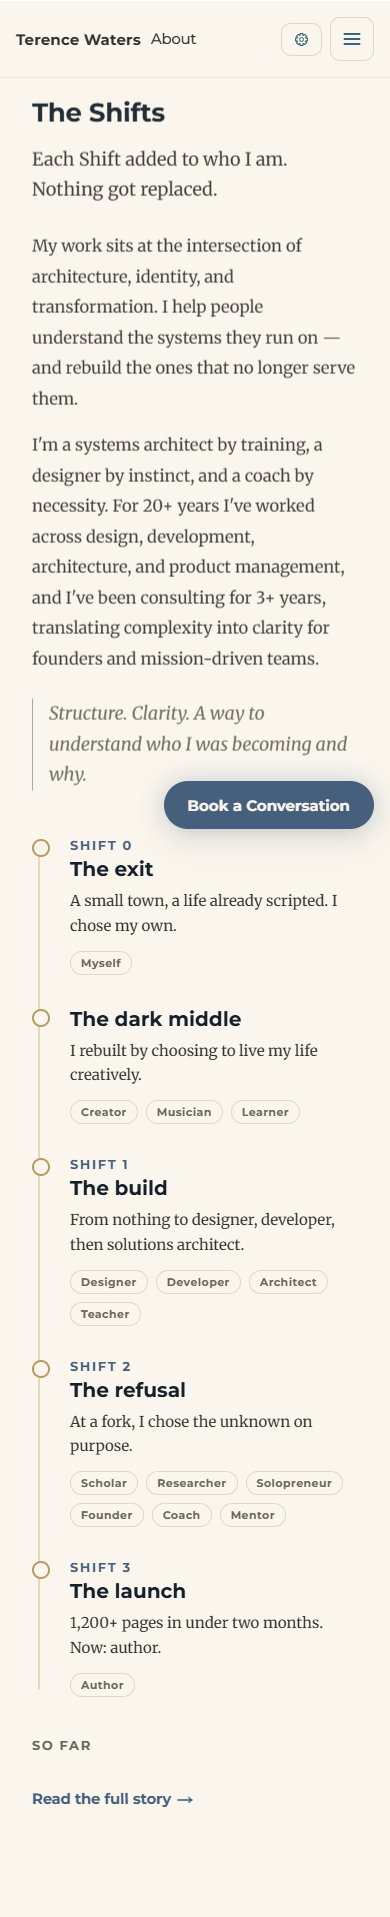 Terence Waters About
The Shifts
Each Shift added to who I am.
Nothing got replaced.
My work sits at the intersection of
architecture, identity, and
transformation. I help people
understand the systems they run on —
and rebuild the ones that no longer serve
them.
I'm a systems architect by training, a
designer by instinct, and a coach by
necessity. For 20+ years I've worked
across design, development,
architecture, and product management,
and I've been consulting for 3+ years,
translating complexity into clarity for
founders and mission-driven teams.
Structure. Clarity. A way to
understand who I was becoming and
why.
Book a Conversation
SHIFT 0
The exit
A small town, a life already scripted. I
chose my own.
Myself
The dark middle
I rebuilt by choosing to live my life
creatively.
Creator Musician Learner
SHIFT 1
The build
From nothing to designer, developer,
then solutions architect.
Designer Developer Architect
Teacher
SHIFT 2
The refusal
At a fork, I chose the unknown on
purpose.
Scholar Researcher Solopreneur
Founder Coach Mentor
SHIFT 3
The launch
1,200+ pages in under two months.
Now: author.
Author
SO FAR
Read the full story →